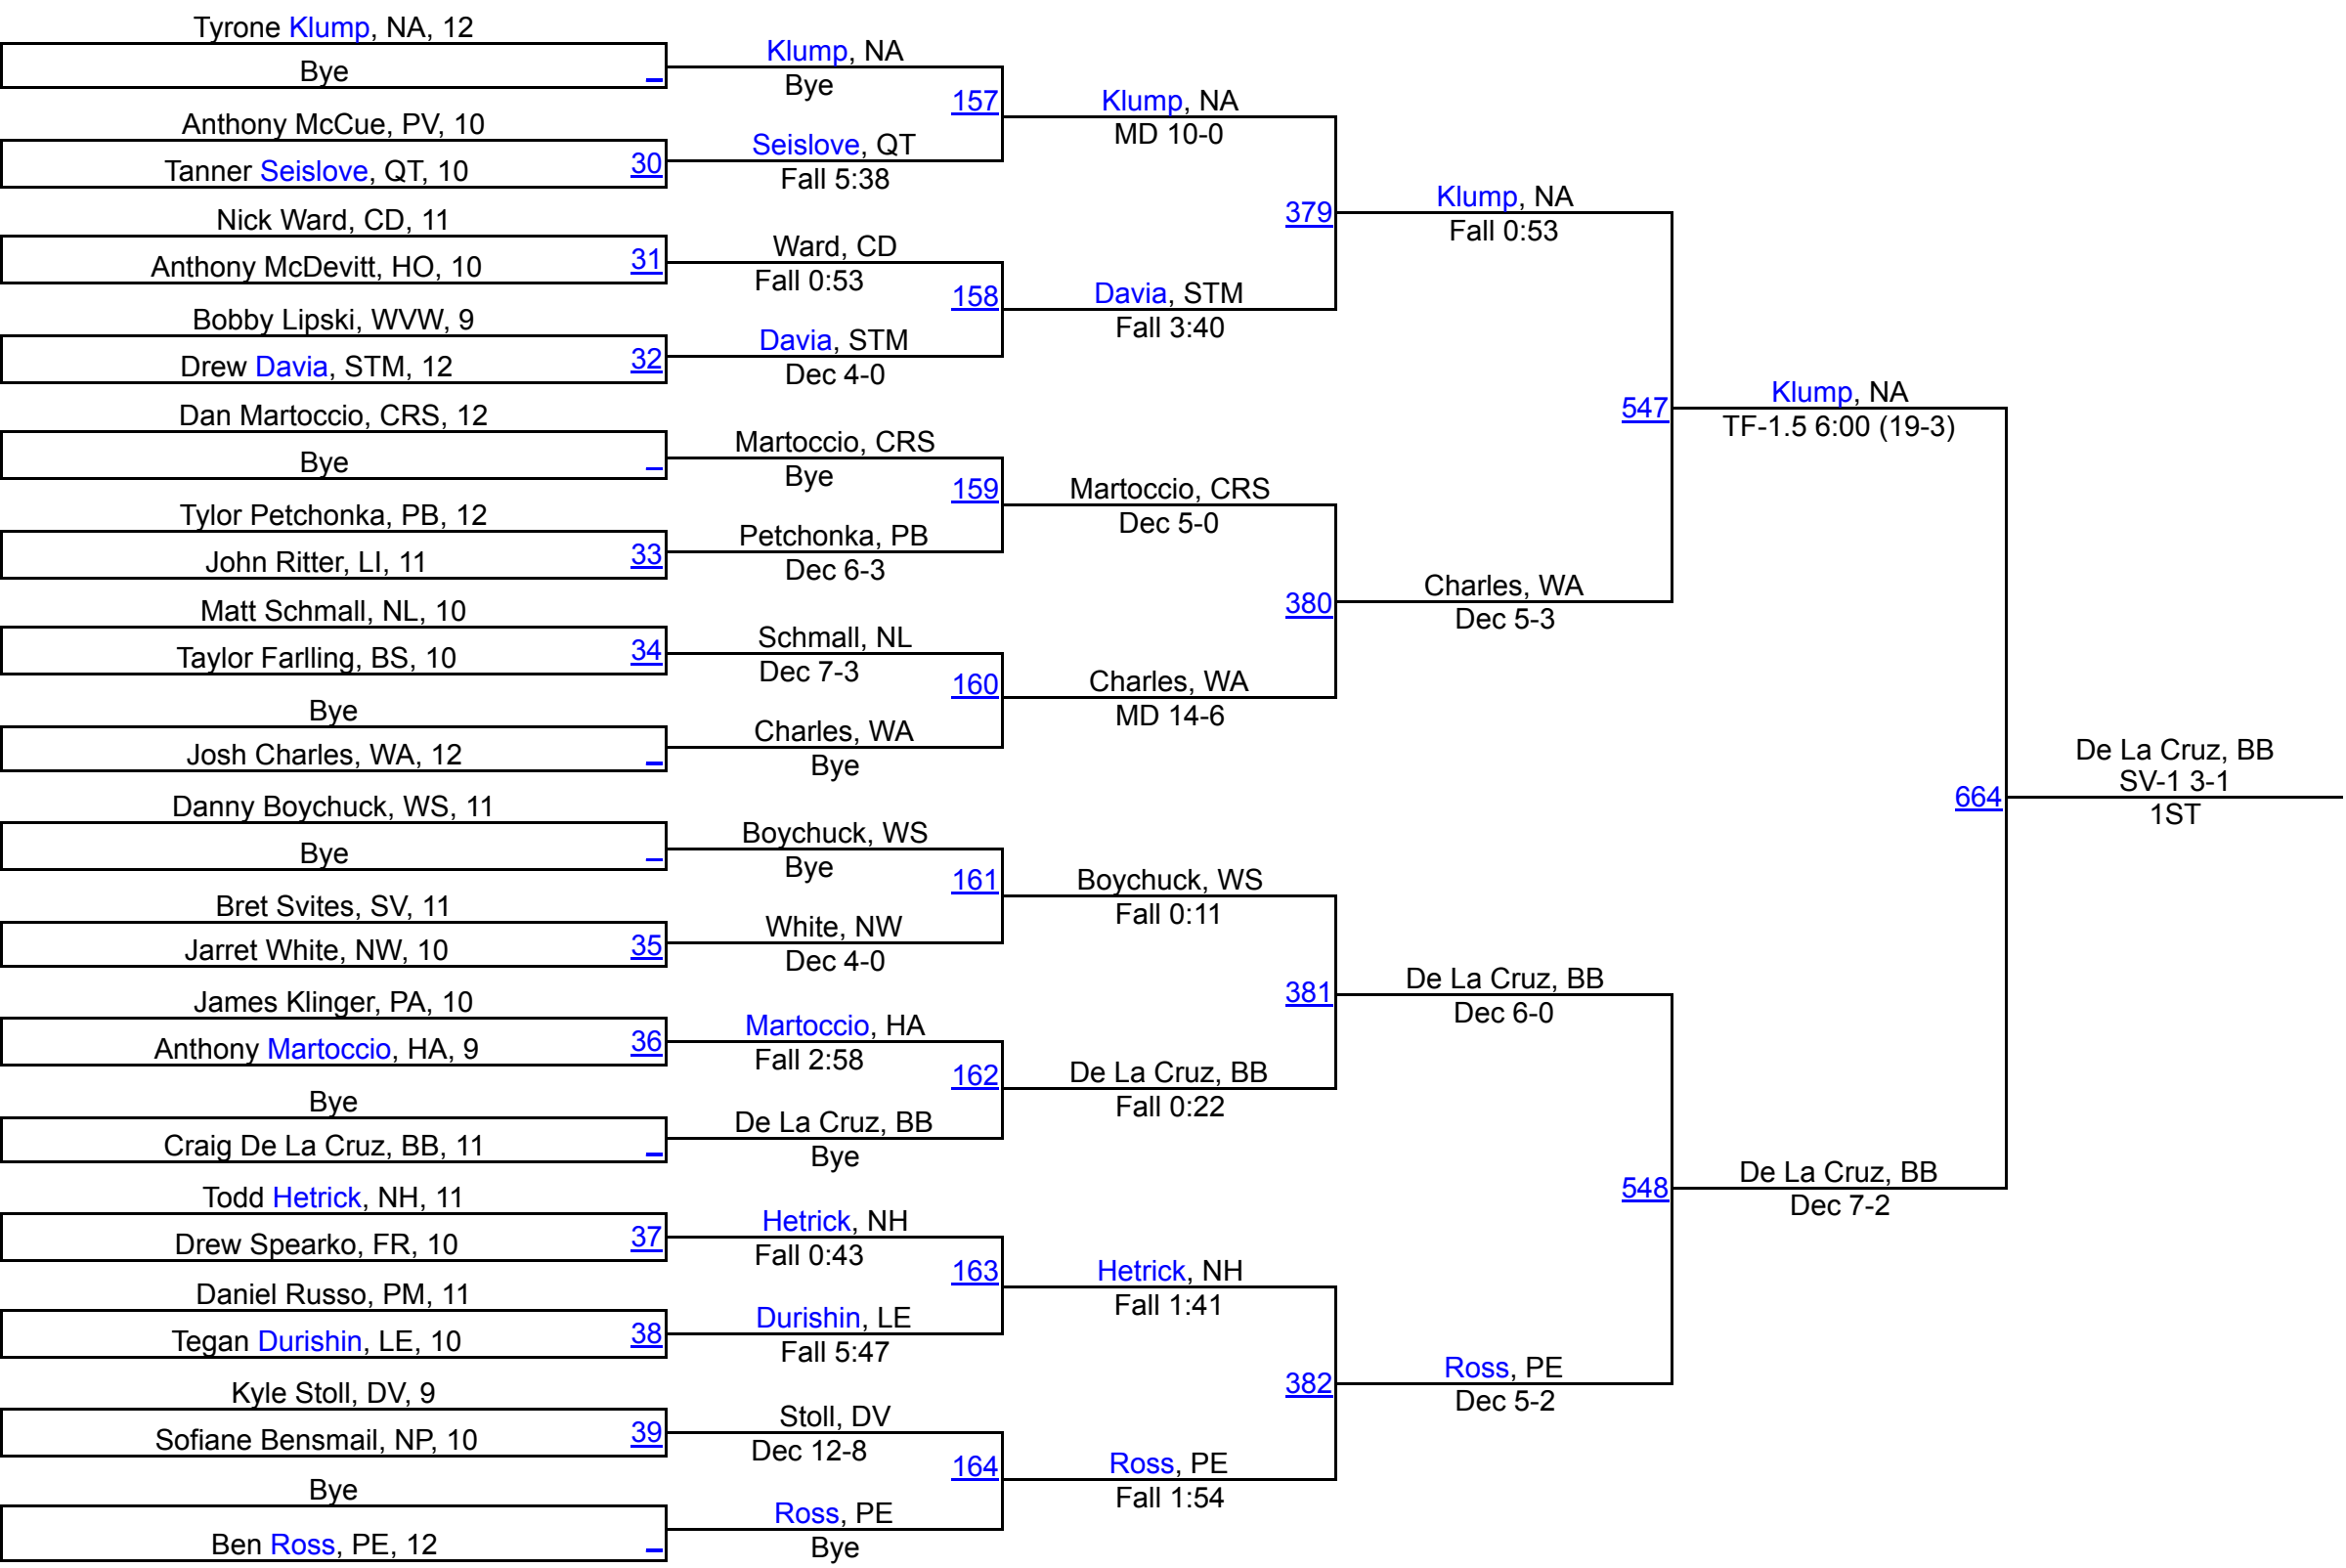 Tyrone Klump, NA, 12
Bye
Anthony McCue, PV, 10
Tanner Seislove, QT, 10
30
Nick Ward, CD, 11
Anthony McDevitt, HO, 10
31
Bobby Lipski, WVW, 9
Drew Davia, STM, 12
32
Dan Martoccio, CRS, 12
Bye
Tylor Petchonka, PB, 12
John Ritter, LI, 11
33
Matt Schmall, NL, 10
Taylor Farlling, BS, 10
34
Bye
Josh Charles, WA, 12
Danny Boychuck, WS, 11
Bye
Bret Svites, SV, 11
Jarret White, NW, 10
35
James Klinger, PA, 10
Anthony Martoccio, HA, 9
36
Bye
Craig De La Cruz, BB, 11
Todd Hetrick, NH, 11
Drew Spearko, FR, 10
37
Daniel Russo, PM, 11
Tegan Durishin, LE, 10
38
Kyle Stoll, DV, 9
Sofiane Bensmail, NP, 10
39
Bye
Ben Ross, PE, 12
Klump, NA
Bye
157
Seislove, QT
Fall 5:38
Ward, CD
Fall 0:53
158
Davia, STM
Dec 4-0
Martoccio, CRS
Bye
159
Petchonka, PB
Dec 6-3
Schmall, NL
Dec 7-3
160
Charles, WA
Bye
Boychuck, WS
Bye
161
White, NW
Dec 4-0
Martoccio, HA
Fall 2:58
162
De La Cruz, BB
Bye
Hetrick, NH
Fall 0:43
163
Durishin, LE
Fall 5:47
Stoll, DV
Dec 12-8
164
Ross, PE
Bye
Klump, NA
MD 10-0
379
Davia, STM
Fall 3:40
Martoccio, CRS
Dec 5-0
380
Charles, WA
MD 14-6
Boychuck, WS
Fall 0:11
381
De La Cruz, BB
Fall 0:22
Hetrick, NH
Fall 1:41
382
Ross, PE
Fall 1:54
Klump, NA
Fall 0:53
547
Charles, WA
Dec 5-3
De La Cruz, BB
Dec 6-0
548
Ross, PE
Dec 5-2
Klump, NA
TF-1.5 6:00 (19-3)
664
De La Cruz, BB
Dec 7-2
De La Cruz, BB
SV-1 3-1
1ST